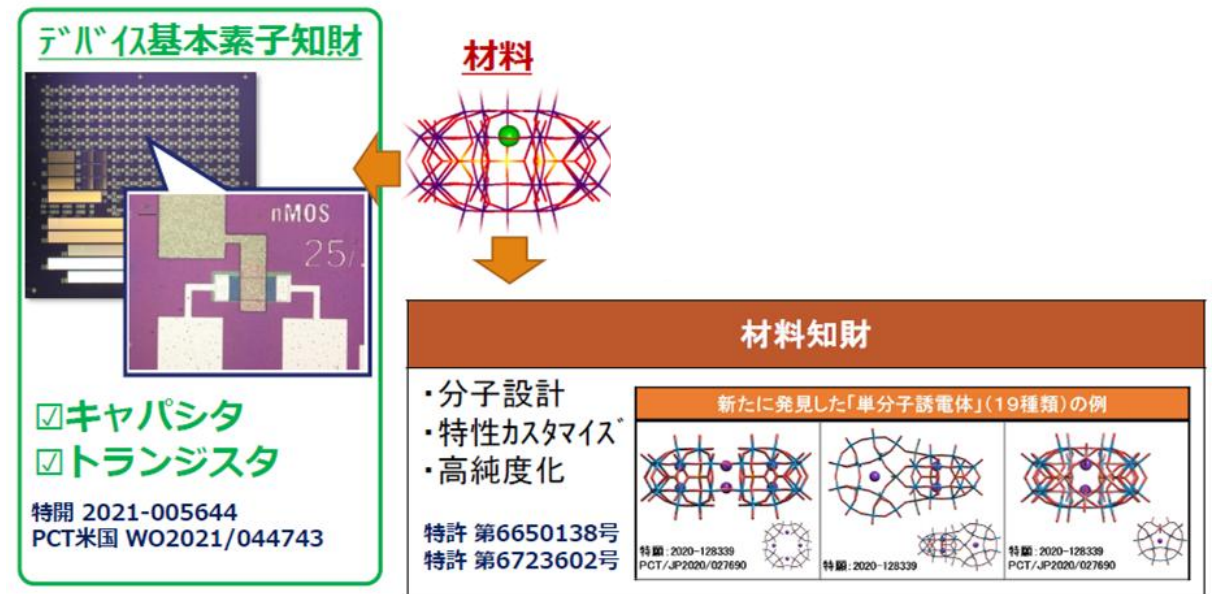 ﾃﾞﾊﾞｲｽ基本素子知財
nMOS
25/
☑キャパシタ
☑トランジスタ
特開 2021-005644
PCT米国 WO2021/044743
材料
材料知財
・分子設計
・特性ｶｽﾀﾏｲｽﾞ
・高純度化
特許 第6650138号
特許 第6723602号
新たに発見した「単分子誘電体」(19種類)の例
特願:2020-128339
PCT/JP2020/027690
特願:2020-128339
特願:2020-128339
PCT/JP2020/027690